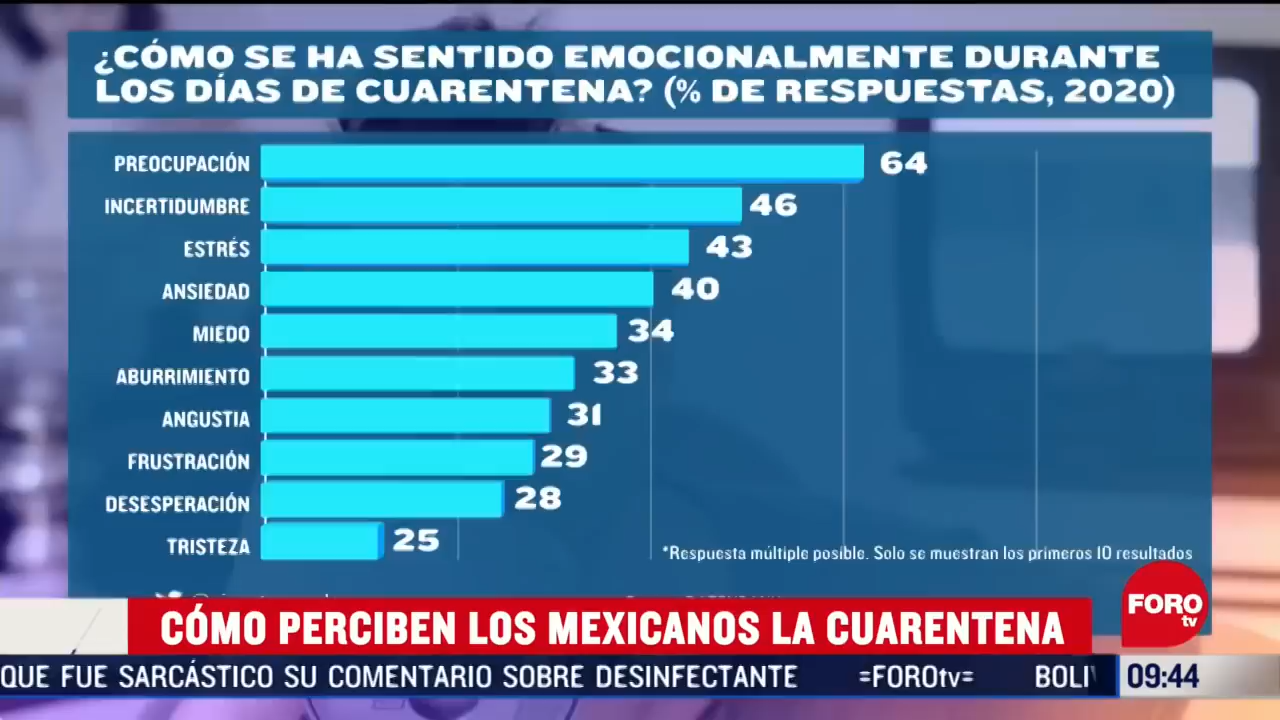 ¿CÓMO SE HA SENTIDO EMOCIONALMENTE DURANTE
LOS DÍAS DE CUARENTENA? (% DE RESPUESTAS, 2020)
PREOCUPACIÓN 64
INCERTIDUMBRE 46
ESTRÉS 43
ANSIEDAD 40
MIEDO 34
ABURRIMIENTO 33
ANGUSTIA 31
FRUSTRACIÓN 29
DESESPERACIÓN 28
TRISTEZA 25
*Respuesta múltiple posible. Solo se muestran los primeros 10 resultados
FORO
tv
CÓMO PERCIBEN LOS MEXICANOS LA CUARENTENA
QUE FUE SARCÁSTICO SU COMENTARIO SOBRE DESINFECTANTE =FOROtv= BOLI 09:44